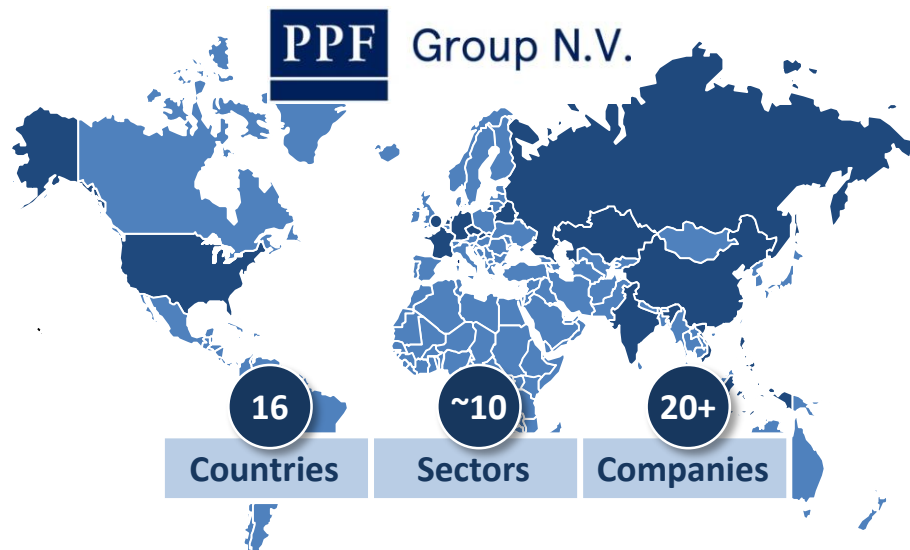 PPF Group N.V.
16 ~10 20+
Countries Sectors Companies